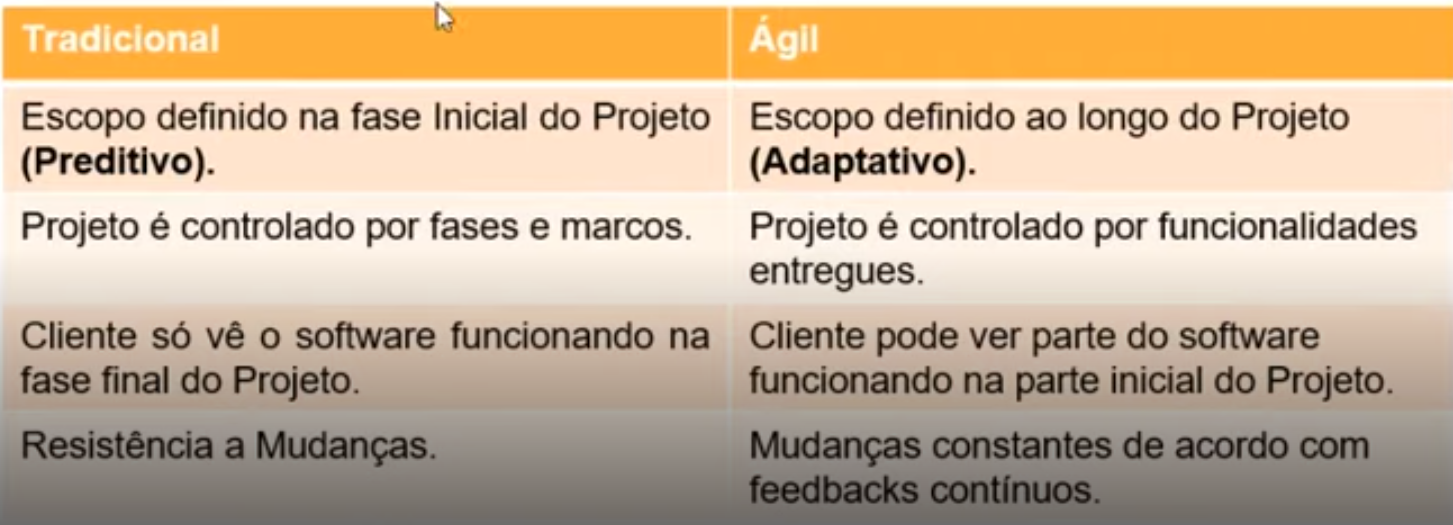 Tradicional
Ágil
Escopo definido na fase Inicial do Projeto
(Preditivo).
Escopo definido ao longo do Projeto
(Adaptativo).
Projeto é controlado por fases e marcos.
Projeto é controlado por funcionalidades
entregues.
Cliente só vê o software funcionando na
fase final do Projeto.
Cliente pode ver parte do software
funcionando na parte inicial do Projeto.
Resistência a Mudanças.
Mudanças constantes de acordo com
feedbacks contínuos.